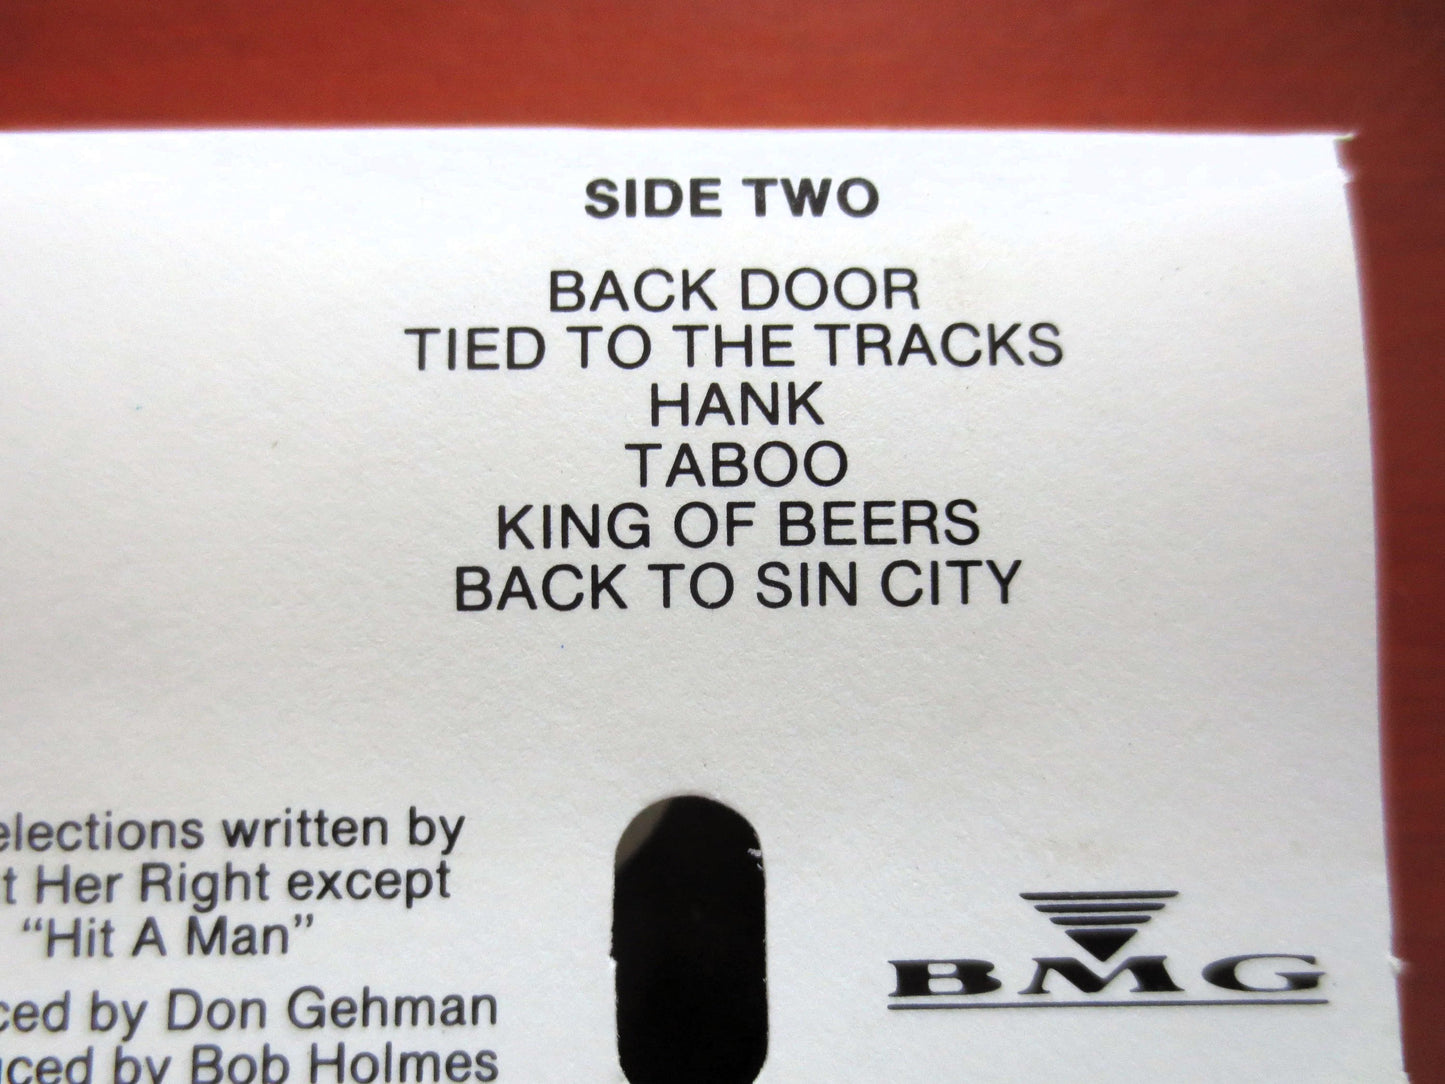 SIDE TWO
BACK DOOR
TIED TO THE TRACKS
HANK
TABOO
KING OF BEERS
BACK TO SIN CITY
elections written by
t Her Right except
“Hit A Man”
ced by Don Gehman
uced by Bob Holmes
BMG